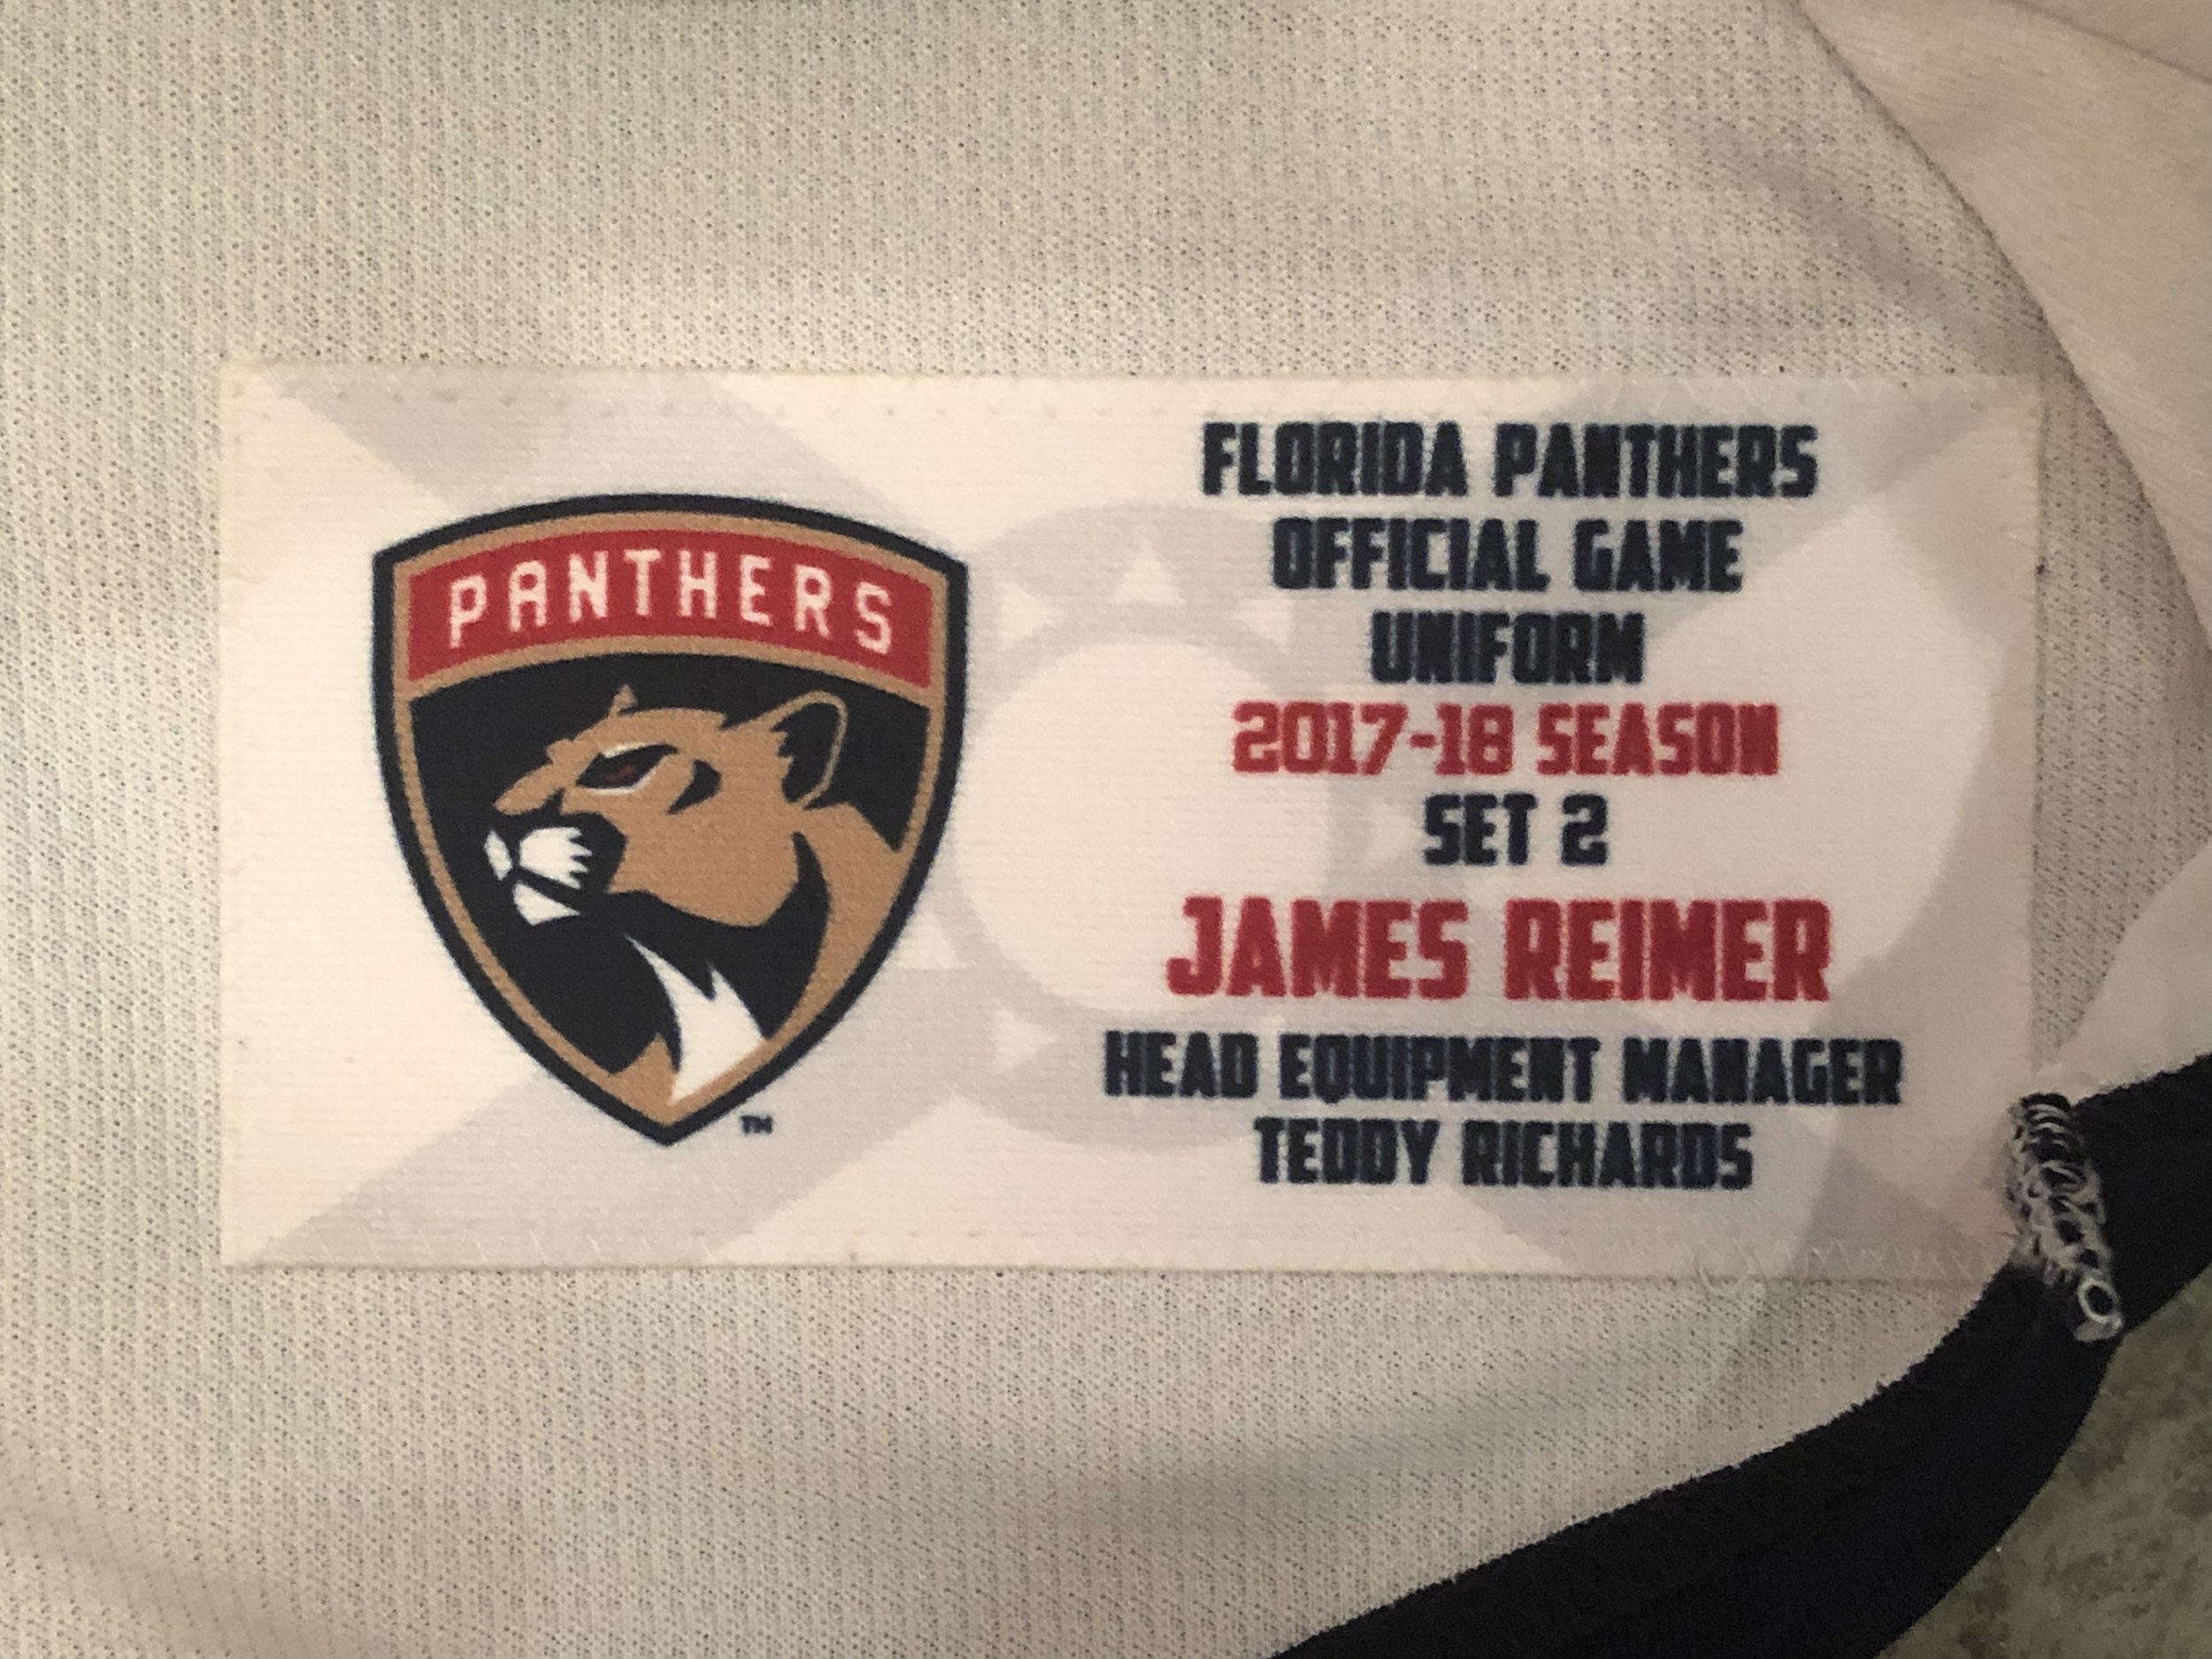 PANTHERS
TM
FLORIDA PANTHERS
OFFICIAL GAME
UNIFORM
2017-18 SEASON
SET 2
JAMES REIMER
HEAD EQUIPMENT MANAGER
TEDDY RICHARDS